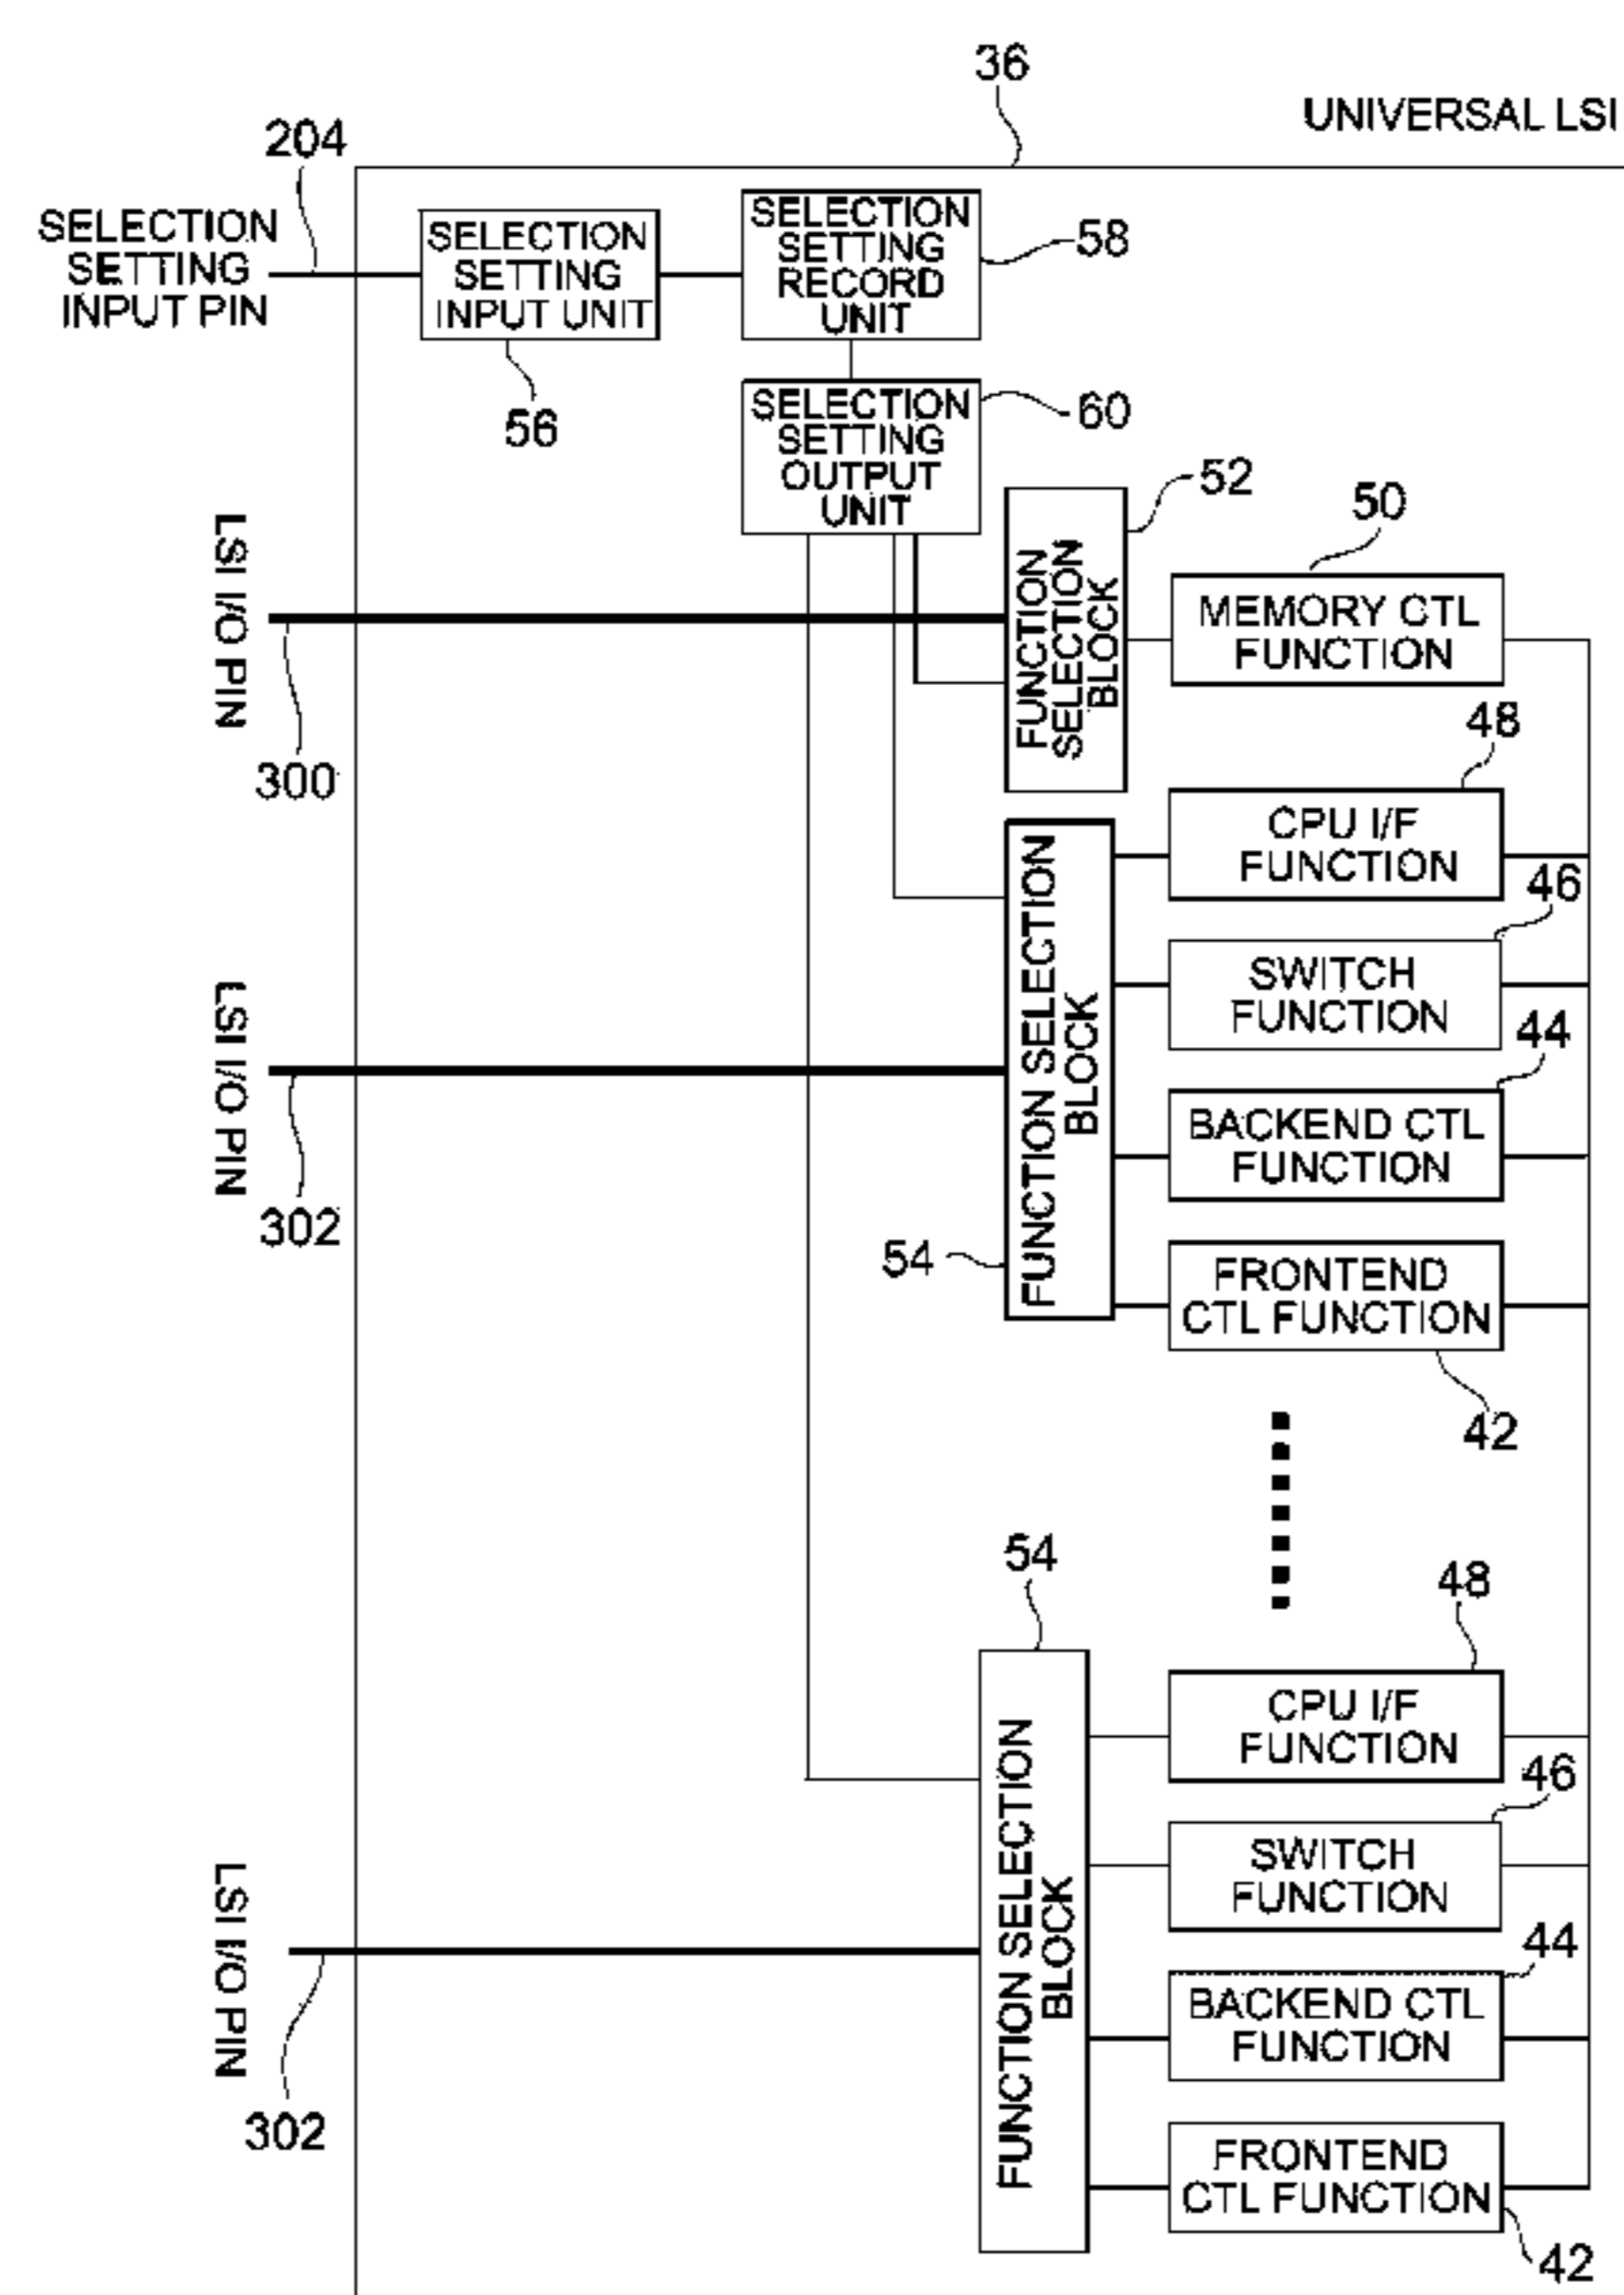 36
UNIVERSAL LSI
204
SELECTION
SETTING
INPUT PIN
SELECTION
SETTING
INPUT UNIT
56
SELECTION
SETTING
RECORD
UNIT
58
SELECTION
SETTING
OUTPUT
UNIT
60
LSI I/O PIN
300
FUNCTION
SELECTION
BLOCK
52
50
MEMORY CTL
FUNCTION
48
CPU I/F
FUNCTION
46
SWITCH
FUNCTION
44
BACKEND CTL
FUNCTION
FRONTEND
CTL FUNCTION
42
LSI I/O PIN
302
FUNCTION SELECTION
BLOCK
54
54
48
CPU I/F
FUNCTION
46
SWITCH
FUNCTION
44
BACKEND CTL
FUNCTION
FRONTEND
CTL FUNCTION
42
LSI I/O PIN
302
FUNCTION SELECTION
BLOCK